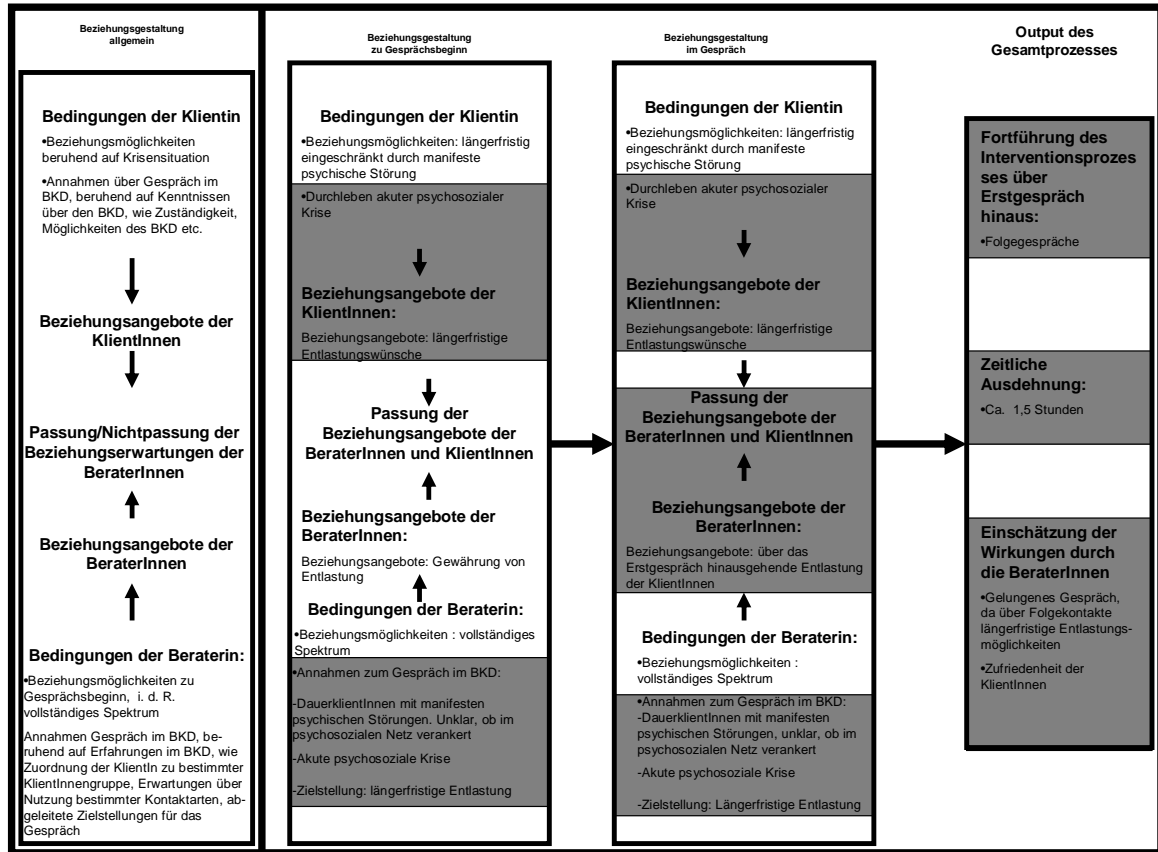 Beziehungsgestaltung
allgemein
Bedingungen der Klientin
•Beziehungsmöglichkeiten
beruhend auf Krisensituation
•Annahmen über Gespräch im
BKD, beruhend auf Kenntnissen
über den BKD, wie Zuständigkeit,
Möglichkeiten des BKD etc.
Beziehungsangebote der
KlientInnen
Passung/Nichtpassung der
Beziehungserwartungen der
BeraterInnen
Beziehungsangebote der
BeraterInnen
Bedingungen der Beraterin:
•Beziehungsmöglichkeiten zu
Gesprächsbeginn, i. d. R.
vollständiges Spektrum
Annahmen Gespräch im BKD, be-
ruhend auf Erfahrungen im BKD, wie
Zuordnung der KlientIn zu bestimmter
KlientInnengruppe, Erwartungen über
Nutzung bestimmter Kontaktarten, ab-
geleitete Zielstellungen für das
Gespräch
Beziehungsgestaltung
zu Gesprächsbeginn
Bedingungen der Klientin
•Beziehungsmöglichkeiten: längerfristig
eingeschränkt durch manifeste
psychische Störung
•Durchleben akuter psychosozialer
Krise
Beziehungsangebote der
KlientInnen:
Beziehungsangebote: längerfristige
Entlastungswünsche
Passung der
Beziehungsangebote der
BeraterInnen und KlientInnen
Beziehungsangebote der
BeraterInnen:
Beziehungsangebote: Gewährung von
Entlastung
Bedingungen der Beraterin:
•Beziehungsmöglichkeiten : vollständiges
Spektrum
•Annahmen zum Gespräch im BKD:
-DauerklientInnen mit manifesten
psychischen Störungen. Unklar, ob im
psychosozialen Netz verankert
-Akute psychosoziale Krise
-Zielstellung: längerfristige Entlastung
Beziehungsgestaltung
im Gespräch
Bedingungen der Klientin
•Beziehungsmöglichkeiten: längerfristig
eingeschränkt durch manifeste
psychische Störung
•Durchleben akuter psychosozialer
Krise
Beziehungsangebote der
KlientInnen:
Beziehungsangebote: längerfristige
Entlastungswünsche
Passung der
Beziehungsangebote der
BeraterInnen und KlientInnen
Beziehungsangebote der
BeraterInnen:
Beziehungsangebote: über das
Erstgespräch hinausgehende Entlastung
der KlientInnen
Bedingungen der Beraterin:
•Beziehungsmöglichkeiten :
vollständiges Spektrum
•Annahmen zum Gespräch im BKD:
-DauerklientInnen mit manifesten
psychischen Störungen, unklar, ob im
psychosozialen Netz verankert
-Akute psychosoziale Krise
-Zielstellung: Längerfristige Entlastung
Output des
Gesamtprozesses
Fortführung des
Interventionsprozes
ses über
Erstgespräch
hinaus:
•Folgegespräche
Zeitliche
Ausdehnung:
•Ca. 1,5 Stunden
Einschätzung der
Wirkungen durch
die BeraterInnen
•Gelungenes Gespräch,
da über Folgekontakte
längerfristige Entlastungs-
möglichkeiten
•Zufriedenheit der
KlientInnen